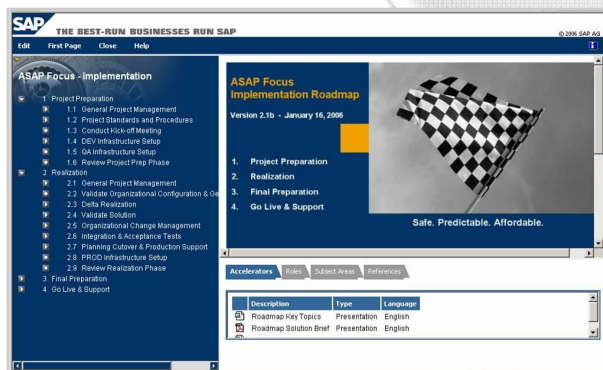 SAP
THE BEST-RUN BUSINESSES RUN SAP
© 2006 SAP AG
Edit First Page Close Help
ASAP Focus - Implementation
1 Project Preparation
1.1 General Project Management
1.2 Project Standards and Procedures
1.3 Conduct Kick-off Meeting
1.4 DEV Infrastructure Setup
1.5 QA Infrastructure Setup
1.6 Review Project Prep Phase
2 Realization
2.1 General Project Management
2.2 Validate Organizational Configuration & Ge
2.3 Delta Realization
2.4 Validate Solution
2.5 Organizational Change Management
2.6 Integration & Acceptance Tests
2.7 Planning Cutover & Production Support
2.8 PROD Infrastructure Setup
2.9 Review Realization Phase
3 Final Preparation
4 Go Live & Support
ASAP Focus
Implementation Roadmap
Version 2.1b - January 16, 2006
1. Project Preparation
2. Realization
3. Final Preparation
4. Go Live & Support
Safe. Predictable. Affordable.
Accelerators Roles Subject Areas References
Description Type Language
Roadmap Key Topics Presentation English
Roadmap Solution Brief Presentation English